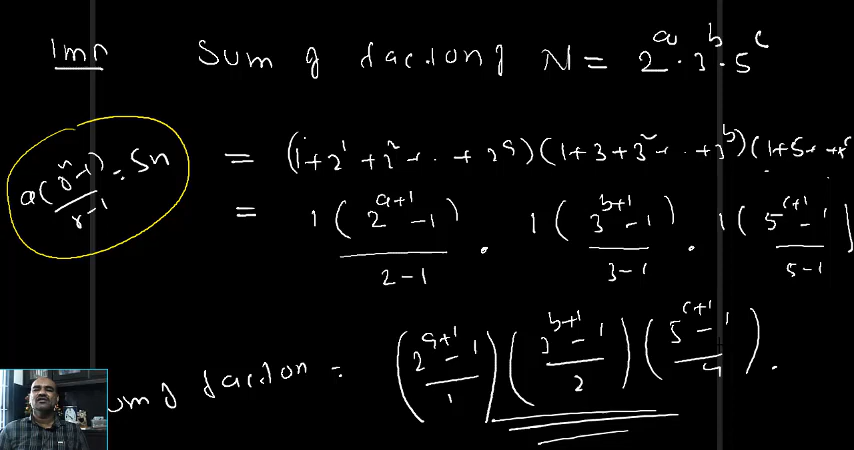 Imp Sum of factors N = 2^a · 3^b · 5^c
a(r^n-1)/r-1 = Sn
= (1+2^1+2^2+..+2^a)(1+3+3^2+..+3^b)(1+5+..+5^c
= 1(2^{a+1}-1)/2-1 · 1(3^{b+1}-1)/3-1 · 1(5^{c+1}-1)/5-1
sum of factor = (2^{a+1}-1/1)(3^{b+1}-1/2)(5^{c+1}-1/4).